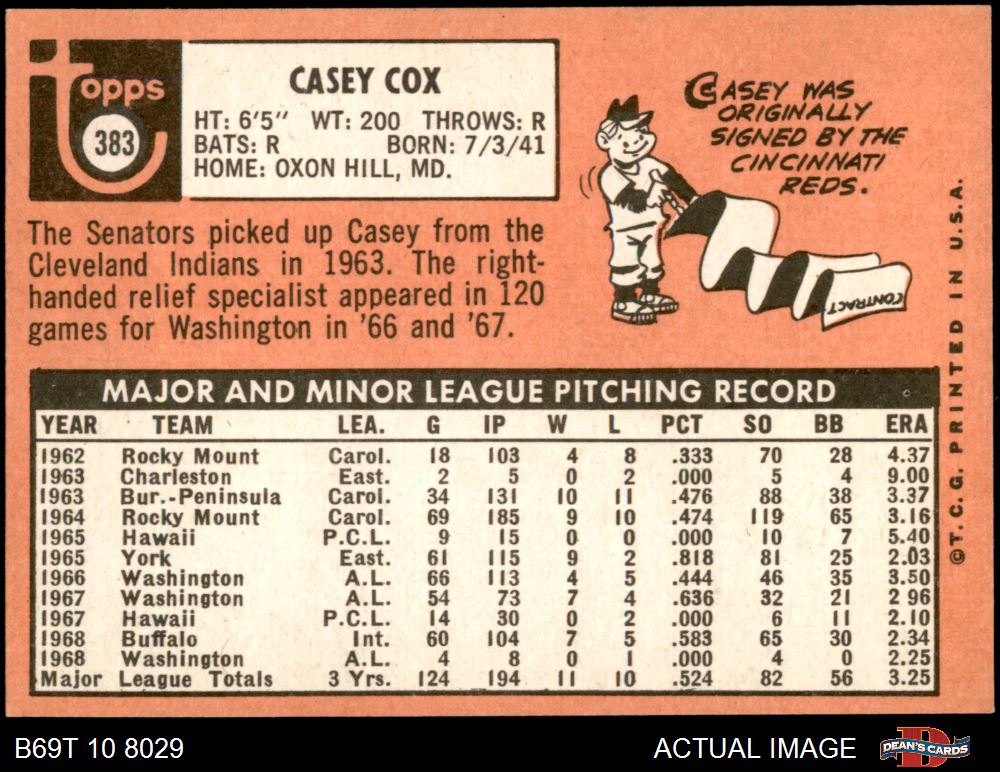 topps
383
CASEY COX
HT: 6'5" WT: 200 THROWS: R
BATS: R BORN: 7/3/41
HOME: OXON HILL, MD.
CASEY WAS
ORIGINALLY
SIGNED BY THE
CINCINNATI
REDS.
CONTRACT
The Senators picked up Casey from the
Cleveland Indians in 1963. The right-
handed relief specialist appeared in 120
games for Washington in '66 and '67.
MAJOR AND MINOR LEAGUE PITCHING RECORD
YEAR TEAM LEA. G IP W L PCT SO BB ERA
1962 Rocky Mount Carol. 18 103 4 8 .333 70 28 4.37
1963 Charleston East. 2 5 0 2 .000 5 4 9.00
1963 Bur.-Peninsula Carol. 34 131 10 11 .476 88 38 3.37
1964 Rocky Mount Carol. 69 185 9 10 .474 119 65 3.16
1965 Hawaii P.C.L. 9 15 0 0 .000 10 7 5.40
1965 York East. 61 115 9 2 .818 81 25 2.03
1966 Washington A.L. 66 113 4 5 .444 46 35 3.50
1967 Washington A.L. 54 73 7 4 .636 32 21 2 96
1967 Hawaii P.C.L. 14 30 0 2 .000 6 11 2.10
1968 Buffalo Int. 60 104 7 5 .583 65 30 2.34
1968 Washington A.L. 4 8 0 1 .000 4 0 2.25
Major League Totals 3 Yrs. 124 194 11 10 .524 82 56 3.25
©T.C.G. PRINTED IN U.S.A.
B69T 10 8029
ACTUAL IMAGE
DEAN'S CARDS